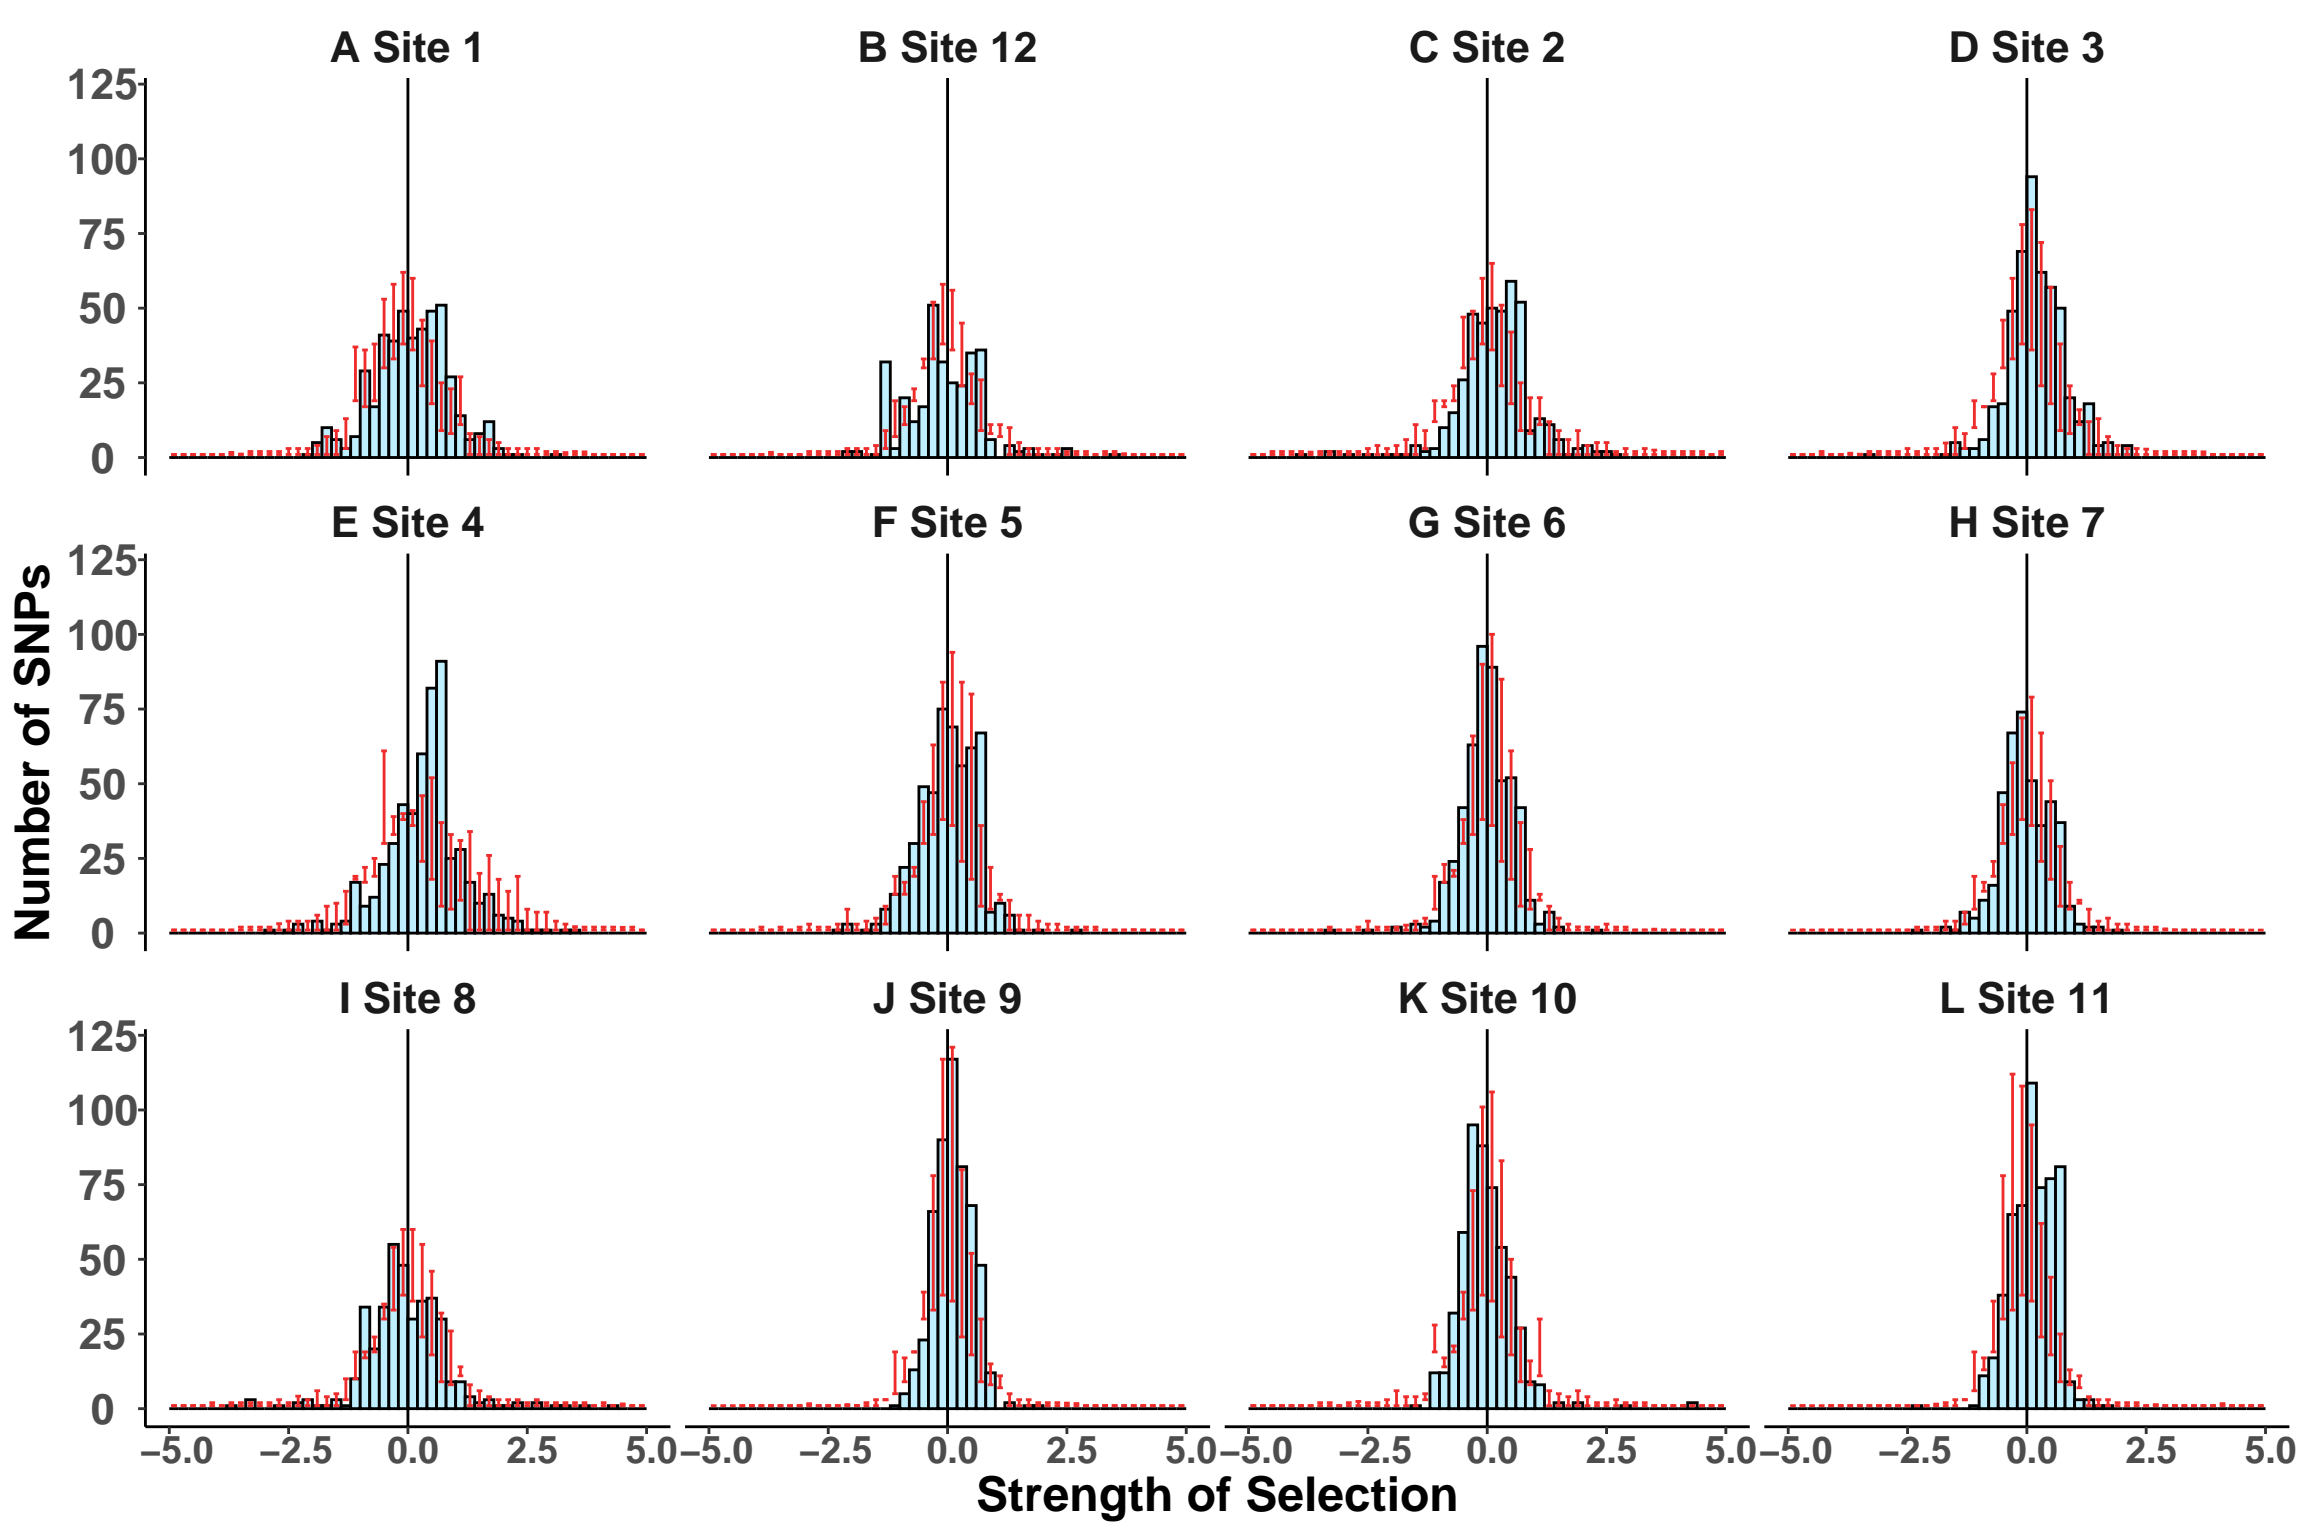 A Site 1
B Site 12
C Site 2
D Site 3
125
100
75
50
25
0
E Site 4
F Site 5
G Site 6
H Site 7
125
100
75
50
25
0
Number of SNPs
I Site 8
J Site 9
K Site 10
L Site 11
125
100
75
50
25
0
−5.0 −2.5 0.0 2.5 5.0 −5.0 −2.5 0.0 2.5 5.0 −5.0 −2.5 0.0 2.5 5.0 −5.0 −2.5 0.0 2.5 5.0
Strength of Selection